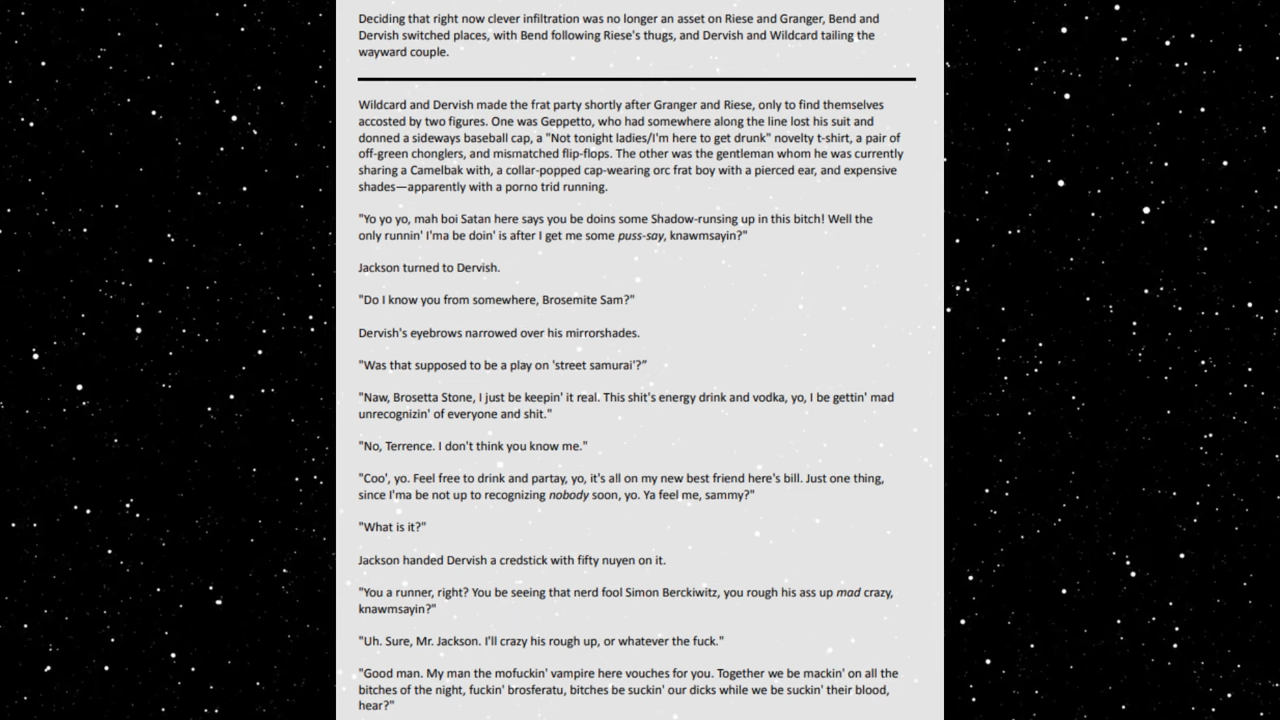 Deciding that right now clever infiltration was no longer an asset on Riese and Granger, Bend and
Dervish switched places, with Bend following Riese's thugs, and Dervish and Wildcard tailing the
wayward couple.
Wildcard and Dervish made the frat party shortly after Granger and Riese, only to find themselves
accosted by two figures. One was Geppetto, who had somewhere along the line lost his suit and
donned a sideways baseball cap, a "Not tonight ladies/I'm here to get drunk" novelty t-shirt, a pair of
off-green chonglers, and mismatched flip-flops. The other was the gentleman whom he was currently
sharing a Camelbak with, a collar-popped cap-wearing orc frat boy with a pierced ear, and expensive
shades—apparently with a porno trid running.
"Yo yo yo, mah boi Satan here says you be doins some Shadow-runsing up in this bitch! Well the
only runnin' I'ma be doin' is after I get me some puss-say, knawmsayin?"
Jackson turned to Dervish.
"Do I know you from somewhere, Brosemite Sam?"
Dervish's eyebrows narrowed over his mirrorshades.
"Was that supposed to be a play on 'street samurai'?"
"Naw, Brosetta Stone, I just be keepin' it real. This shit's energy drink and vodka, yo, I be gettin' mad
unrecognizin' of everyone and shit."
"No, Terrence. I don't think you know me."
"Coo', yo. Feel free to drink and partay, yo, it's all on my new best friend here's bill. Just one thing,
since I'ma be not up to recognizing nobody soon, yo. Ya feel me, sammy?"
"What is it?"
Jackson handed Dervish a credstick with fifty nuyen on it.
"You a runner, right? You be seeing that nerd fool Simon Berckiwitz, you rough his ass up mad crazy,
knawmsayin?"
"Uh. Sure, Mr. Jackson. I'll crazy his rough up, or whatever the fuck."
"Good man. My man the mofuckin' vampire here vouches for you. Together we be mackin' on all the
bitches of the night, fuckin' brosferatu, bitches be suckin' our dicks while we be suckin' their blood,
hear?"